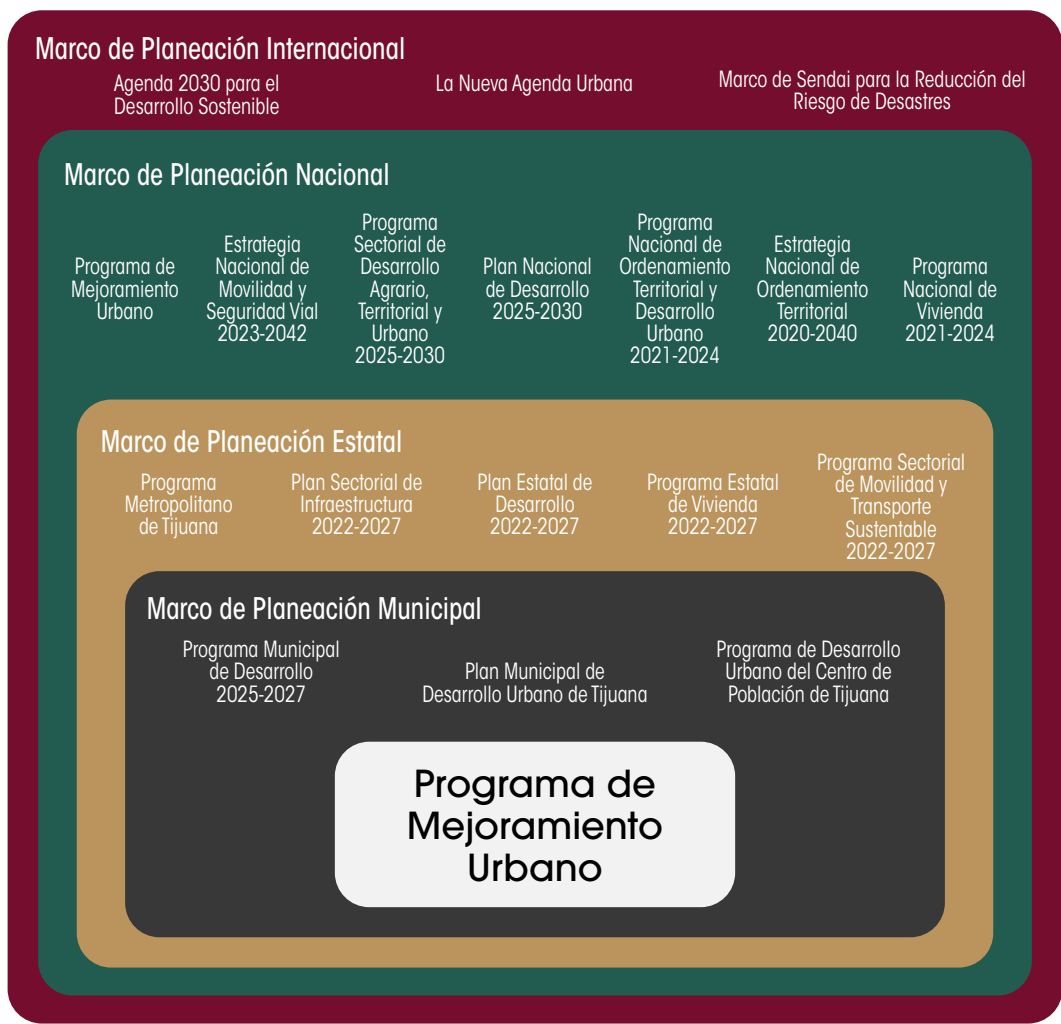 Marco de Planeación Internacional
Agenda 2030 para el
Desarrollo Sostenible
La Nueva Agenda Urbana
Marco de Sendai para la Reducción del
Riesgo de Desastres
Marco de Planeación Nacional
Programa de
Mejoramiento
Urbano
Estrategia
Nacional de
Movilidad y
Seguridad Vial
2023-2042
Programa
Sectorial de
Desarrollo
Agrario,
Territorial y
Urbano
2025-2030
Plan Nacional
de Desarrollo
2025-2030
Programa
Nacional de
Ordenamiento
Territorial y
Desarrollo
Urbano
2021-2024
Estrategia
Nacional de
Ordenamiento
Territorial
2020-2040
Programa
Nacional de
Vivienda
2021-2024
Marco de Planeación Estatal
Programa
Metropolitano
de Tijuana
Plan Sectorial de
Infraestructura
2022-2027
Plan Estatal de
Desarrollo
2022-2027
Programa Estatal
de Vivienda
2022-2027
Programa Sectorial
de Movilidad y
Transporte
Sustentable
2022-2027
Marco de Planeación Municipal
Programa Municipal
de Desarrollo
2025-2027
Plan Municipal de
Desarrollo Urbano de Tijuana
Programa de Desarrollo
Urbano del Centro de
Población de Tijuana
Programa de
Mejoramiento
Urbano